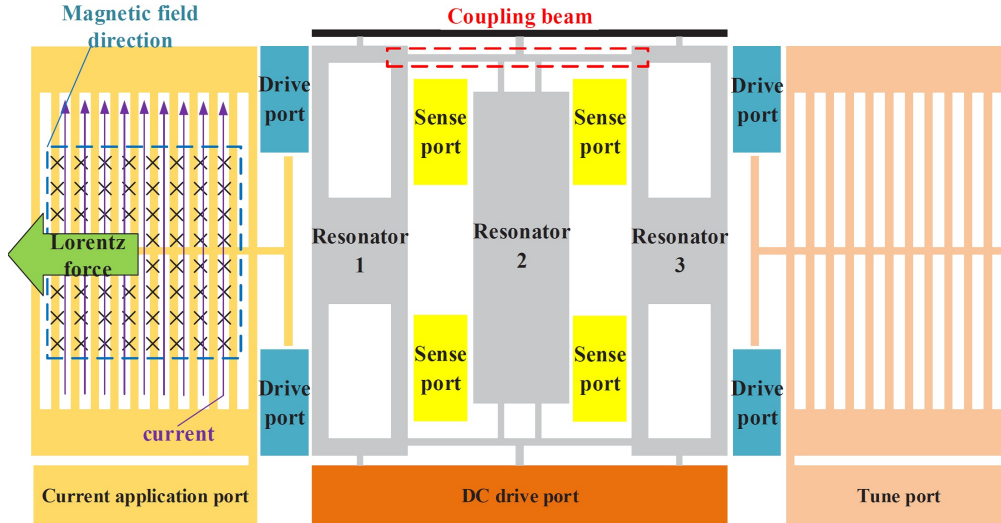 Magnetic field
direction
Coupling beam
Drive
port
Drive
port
Sense
port
Sense
port
Lorentz
force
Resonator
1
Resonator
2
Resonator
3
Sense
port
Sense
port
Drive
port
Drive
port
current
Current application port
DC drive port
Tune port